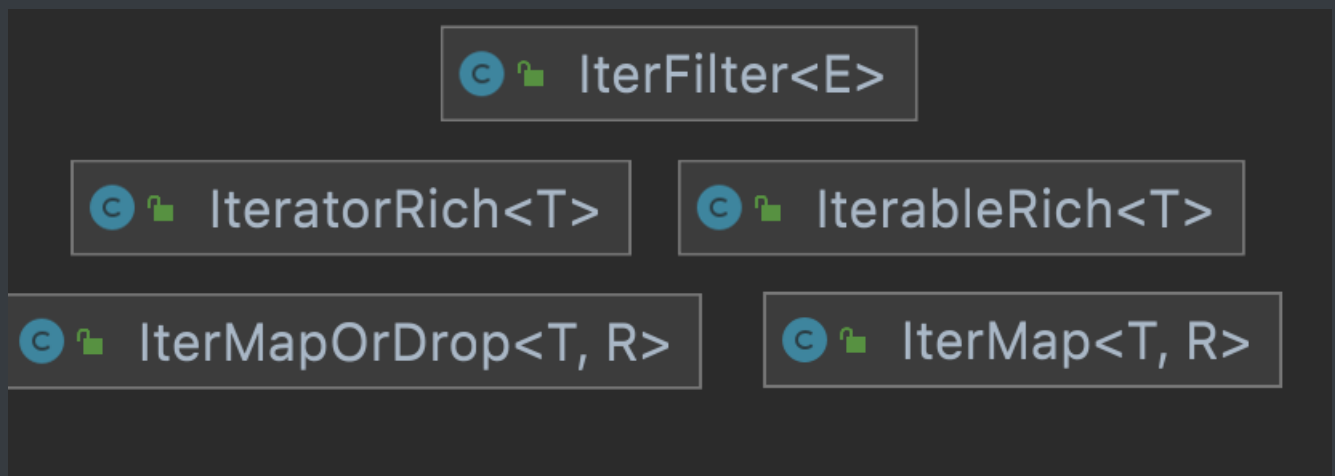 C IterFilter<E>
C IteratorRich<T> C IterableRich<T>
C IterMapOrDrop<T, R> C IterMap<T, R>